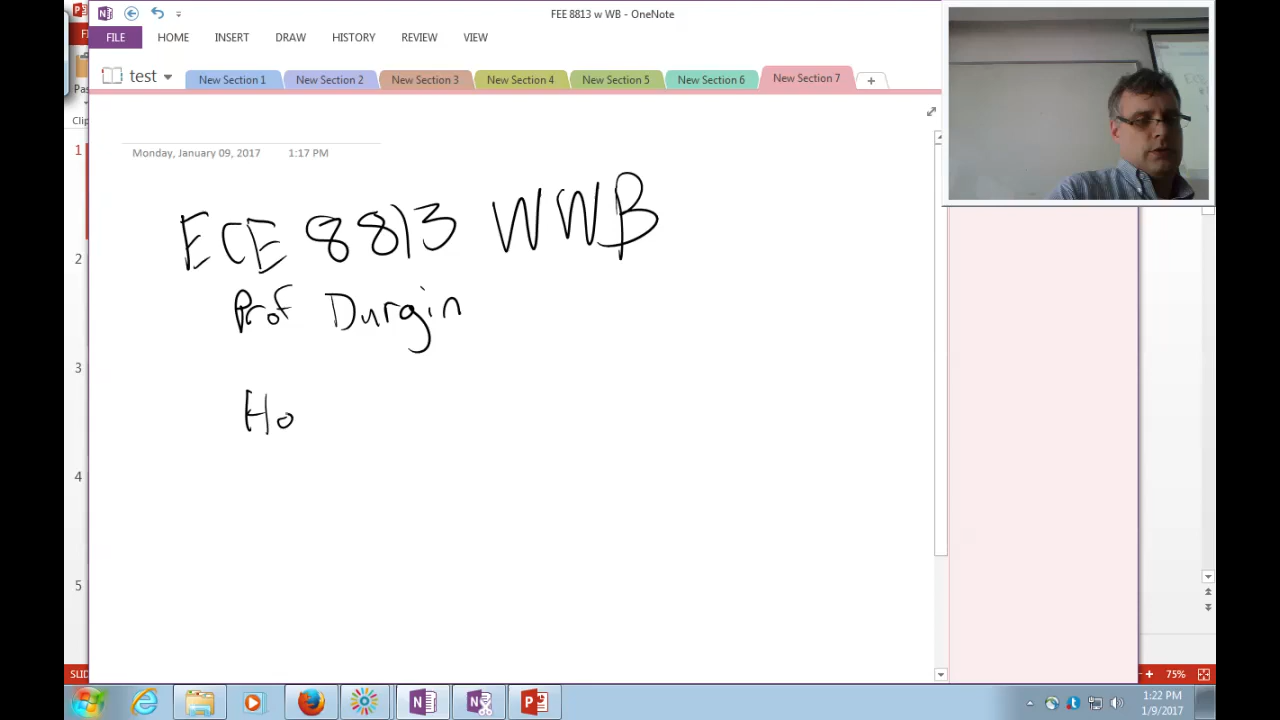 FEE 8813 w WB - OneNote
FILE HOME INSERT DRAW HISTORY REVIEW VIEW
test New Section 1 New Section 2 New Section 3 New Section 4 New Section 5 New Section 6 New Section 7
Pas
Clip
Monday, January 09, 2017 1:17 PM
1
ECE 8813 WWB
2
Prof Durgin
3
Ho
4
5
SLID
75%
1:22 PM
1/9/2017